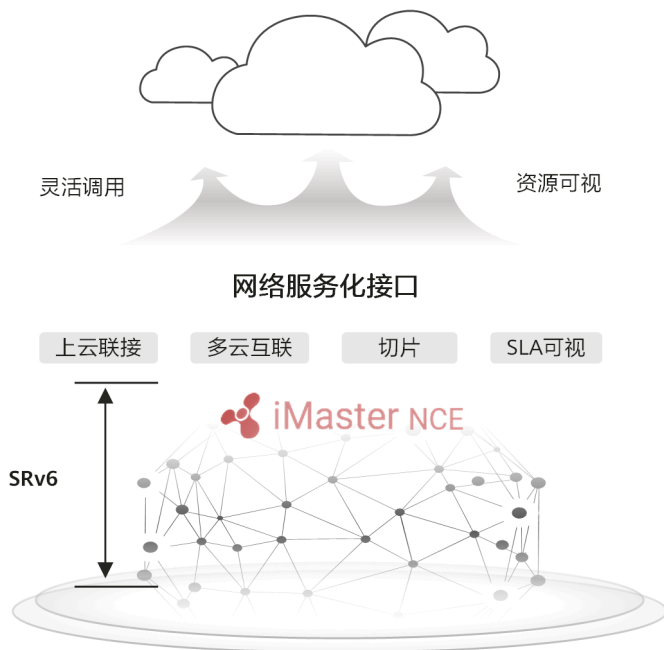 灵活调用
资源可视
网络服务化接口
上云联接
多云互联
切片
SLA可视
iMaster NCE
SRv6